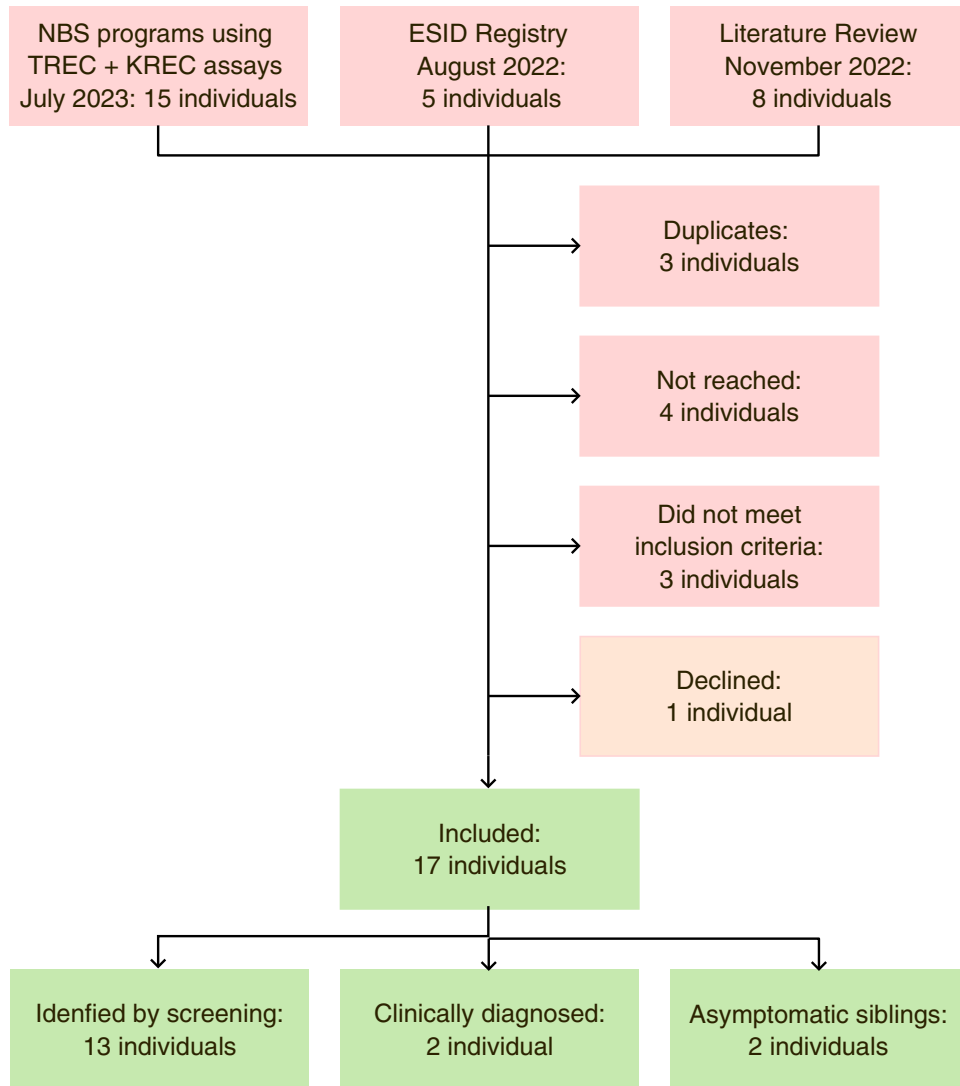 NBS programs using
TREC + KREC assays
July 2023: 15 individuals
ESID Registry
August 2022:
5 individuals
Literature Review
November 2022:
8 individuals
Duplicates:
3 individuals
Not reached:
4 individuals
Did not meet
inclusion criteria:
3 individuals
Declined:
1 individual
Included:
17 individuals
Idenfied by screening:
13 individuals
Clinically diagnosed:
2 individual
Asymptomatic siblings:
2 individuals